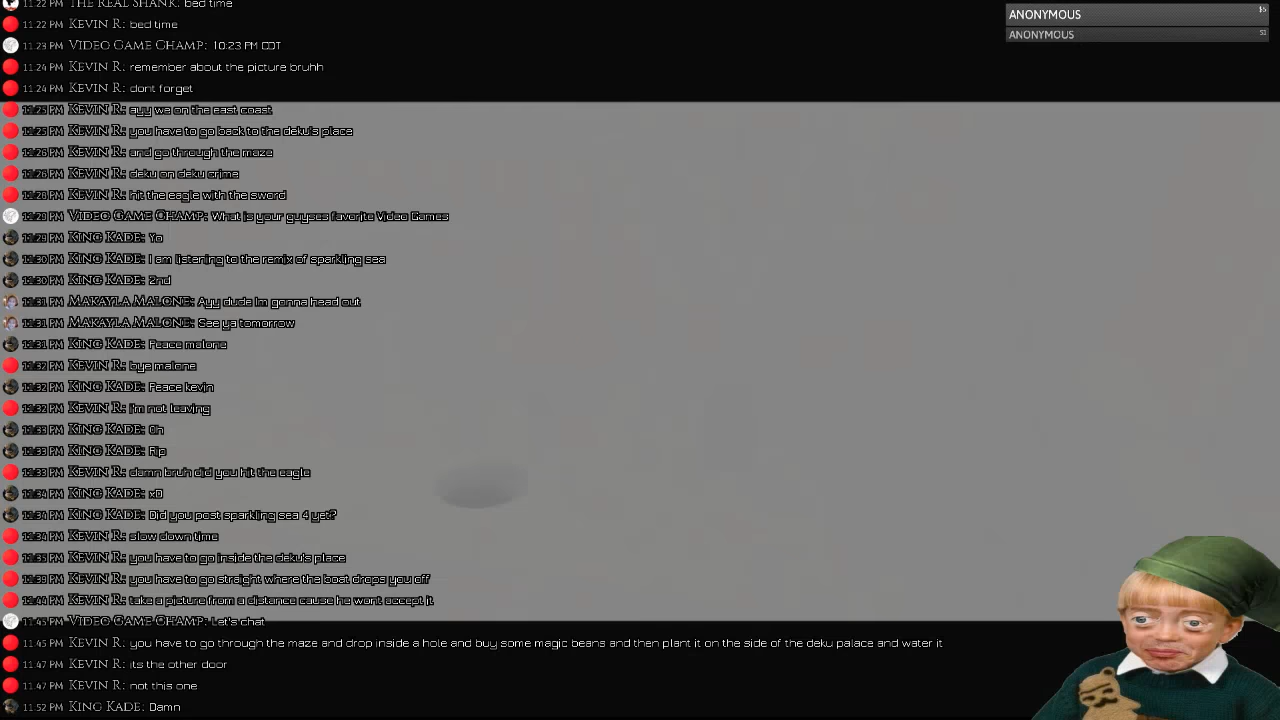 11:22 PM THE REAL SHANK: bed time
11:22 PM KEVIN R: bed time
11:23 PM VIDEO GAME CHAMP: 10:23 PM CDT
11:24 PM KEVIN R: remember about the picture bruhh
11:24 PM KEVIN R: dont forget
11:25 PM KEVIN R: ayy we on the east coast
11:25 PM KEVIN R: you have to go back to the deku's place
11:26 PM KEVIN R: and go through the maze
11:26 PM KEVIN R: deku on deku crime
KEVIN R: hit the eagle with the sword
VIDEO GAME CHAMP: What is your guyses favorite Video Games
KING KADE: Yo
11:30 PM KING KADE: I am listening to the remix of sparkling sea
11:30 PM KING KADE: 2nd
11:31 PM MAKAYLA MALONE: Ayy dude Im gonna head out
11:31 PM MAKAYLA MALONE: See ya tomorrow
11:31 PM KING KADE: Peace malone
11:32 PM KEVIN R: bye malone
11:32 PM KING KADE: Peace kevin
11:32 PM KEVIN R: i'm not leaving
11:33 PM KING KADE: Oh
11:33 PM KING KADE: Rip
11:33 PM KEVIN R: damn bruh did you hit the eagle
11:34 PM KING KADE: xD
11:34 PM KING KADE: Did you post sparkling sea 4 yet?
11:34 PM KEVIN R: slow down time
11:35 PM KEVIN R: you have to go inside the deku's place
11:39 PM KEVIN R: you have to go straight where the boat drops you off
11:44 PM KEVIN R: take a picture from a distance cause he wont accept it
11:45 PM VIDEO GAME CHAMP: Let's chat
11:45 PM KEVIN R: you have to go through the maze and drop inside a hole and buy some magic beans and then plant it on the side of the deku palace and water it
11:47 PM KEVIN R: its the other door
11:47 PM KEVIN R: not this one
11:52 PM KING KADE: Damn
ANONYMOUS
ANONYMOUS